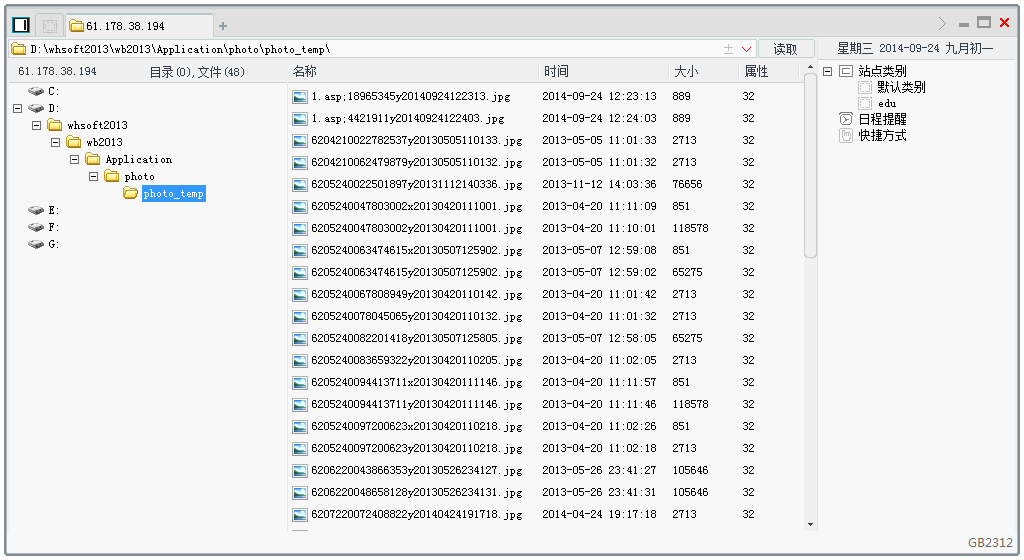 61.178.38.194
D:\whsoft2013\wb2013\Application\photo\photo_temp\
读取
星期三 2014-09-24 九月初一
61.178.38.194 目录(0),文件(48)
名称 时间 大小 属性
C:
D:
whsoft2013
wb2013
Application
photo
photo_temp
E:
F:
G:
1.asp;18965345y20140924122313.jpg 2014-09-24 12:23:13 889 32
1.asp;4421911y20140924122403.jpg 2014-09-24 12:24:03 889 32
620421002278253​7y20130505110133.jpg 2013-05-05 11:01:33 2713 32
6204210062479879y20130505110132.jpg 2013-05-05 11:01:32 2713 32
6205240022501897y20131112140336.jpg 2013-11-12 14:03:36 76656 32
6205240047803002x20130420111001.jpg 2013-04-20 11:11:09 851 32
6205240047803002y20130420111001.jpg 2013-04-20 11:10:01 118578 32
6205240063474615x20130507125902.jpg 2013-05-07 12:59:08 851 32
6205240063474615y20130507125902.jpg 2013-05-07 12:59:02 65275 32
6205240067808949y20130420110142.jpg 2013-04-20 11:01:42 2713 32
6205240078045065y20130420110132.jpg 2013-04-20 11:01:32 2713 32
6205240082201418y20130507125805.jpg 2013-05-07 12:58:05 65275 32
6205240083659322y20130420110205.jpg 2013-04-20 11:02:05 2713 32
6205240094413711x20130420111146.jpg 2013-04-20 11:11:57 851 32
6205240094413711y20130420111146.jpg 2013-04-20 11:11:46 118578 32
6205240097200623x20130420110218.jpg 2013-04-20 11:02:26 851 32
6205240097200623y20130420110218.jpg 2013-04-20 11:02:18 2713 32
6206220043866353y20130526234127.jpg 2013-05-26 23:41:27 105646 32
6206220048658128y20130526234131.jpg 2013-05-26 23:41:31 105646 32
6207220072408822y20140424191718.jpg 2014-04-24 19:17:18 2713 32
站点类别
默认类别
edu
日程提醒
快捷方式
GB2312